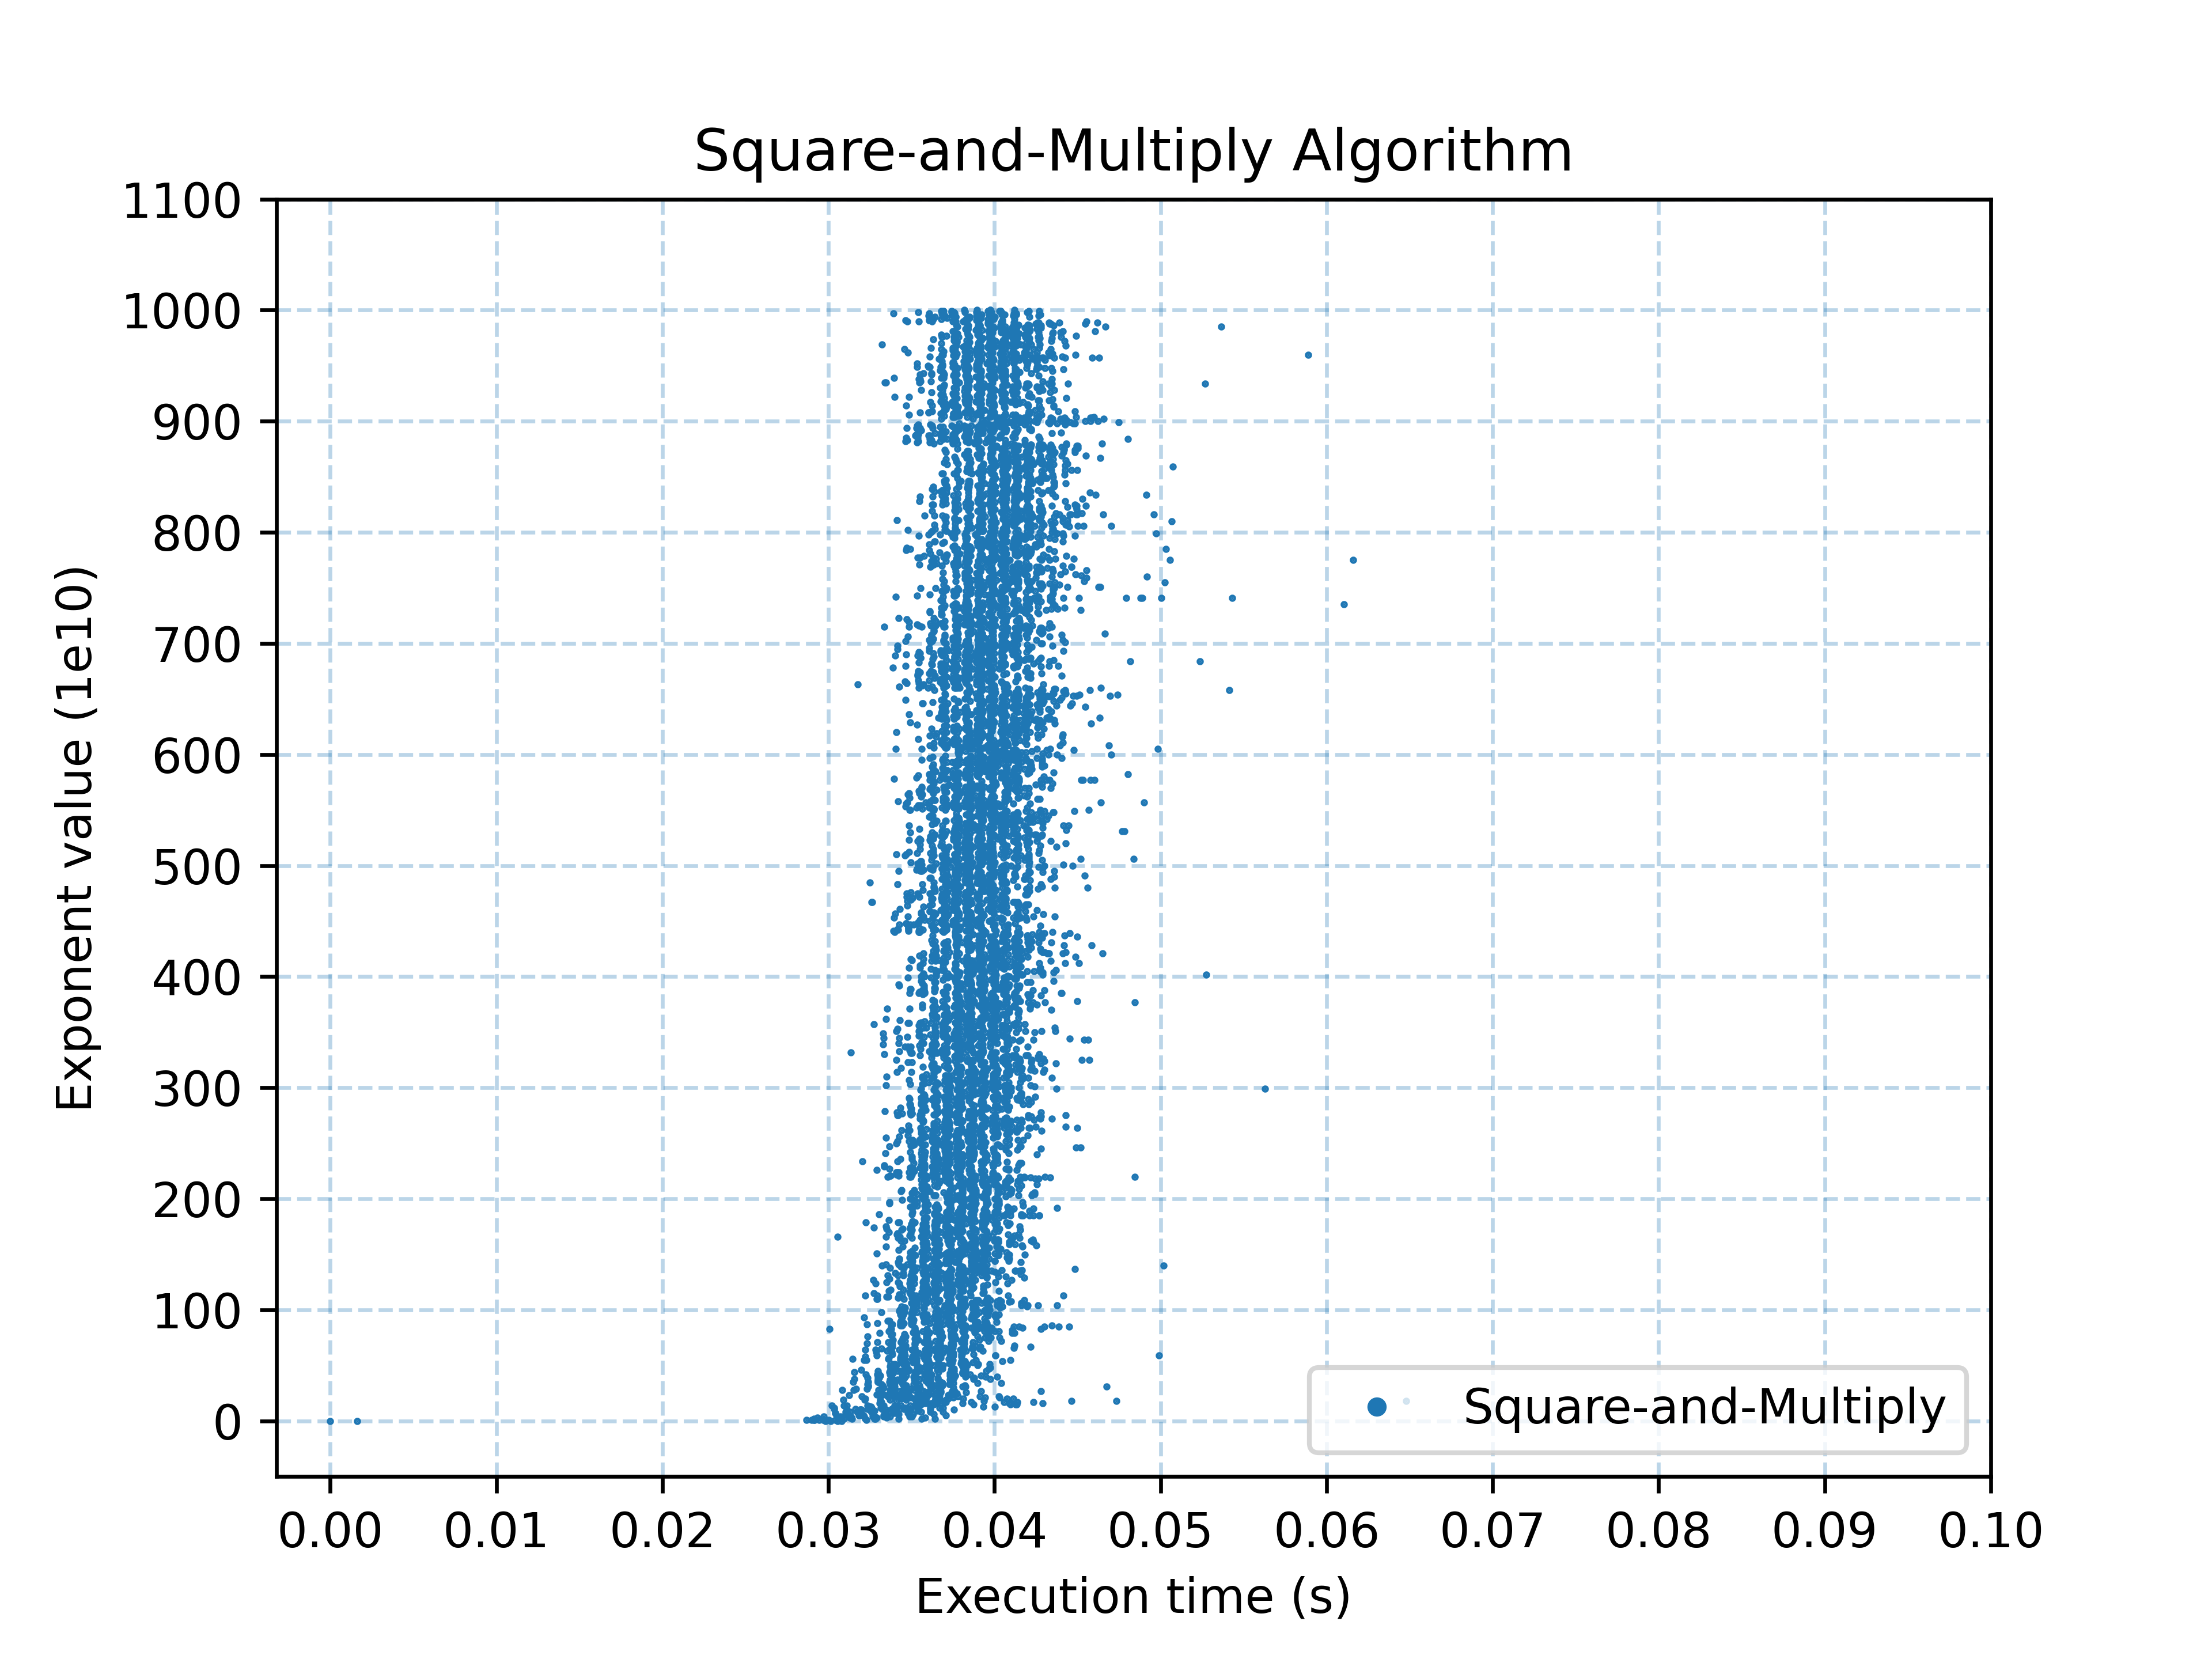 Square-and-Multiply Algorithm
1100
1000
900
800
700
600
500
400
300
200
100
0
Exponent value (1e10)
Square-and-Multiply
0.00 0.01 0.02 0.03 0.04 0.05 0.06 0.07 0.08 0.09 0.10
Execution time (s)